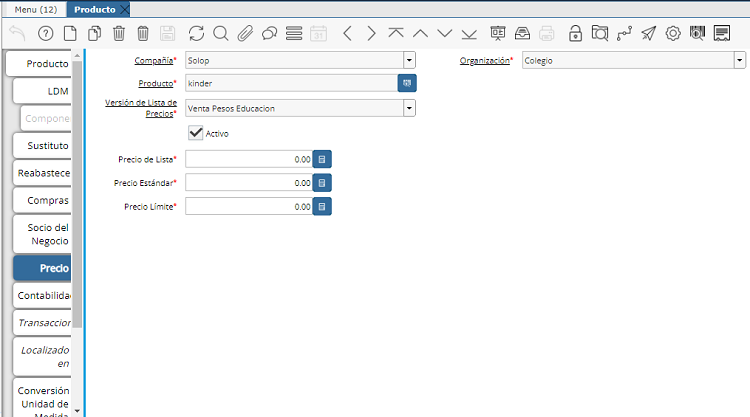 Menu (12)
Producto
Producto
LDM
Compone
Sustituto
Reabastece
Compras
Socio del
Negocio
Precio
Contabilida
Transaccion
Localizado
en
Conversión
Unidad de
Medida
Compañía* Solop
Organización* Colegio
Producto* kinder
Versión de Lista de
Precios* Venta Pesos Educacion
Activo
Precio de Lista* 0.00
Precio Estándar* 0.00
Precio Límite* 0.00